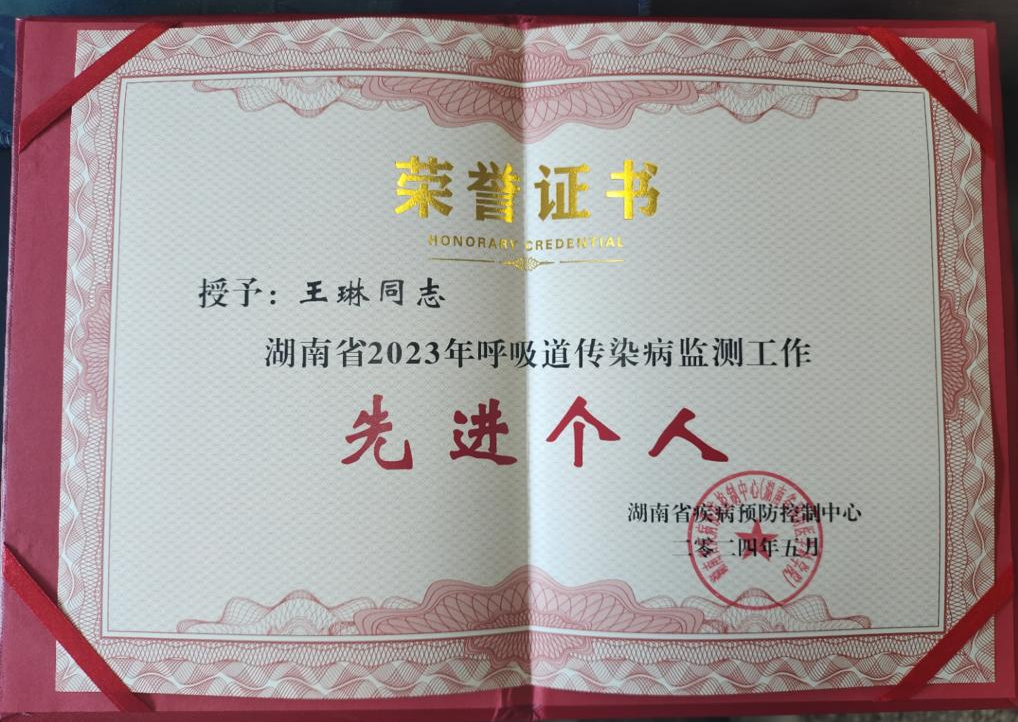 荣誉证书
HONORARY CREDENTIAL
授予：王琳同志
湖南省2023年呼吸道传染病监测工作
先进个人
湖南省疾病预防控制中心
二零二四年五月